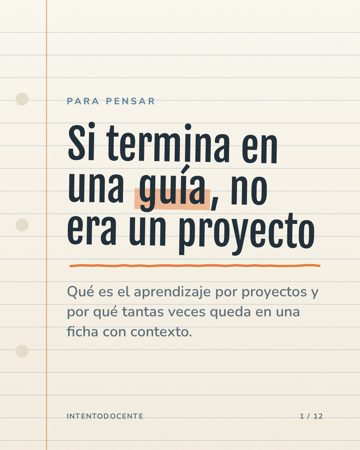 PARA PENSAR
Si termina en
una guía, no
era un proyecto
Qué es el aprendizaje por proyectos y
por qué tantas veces queda en una
ficha con contexto.
INTENTODOCENTE
1 / 12